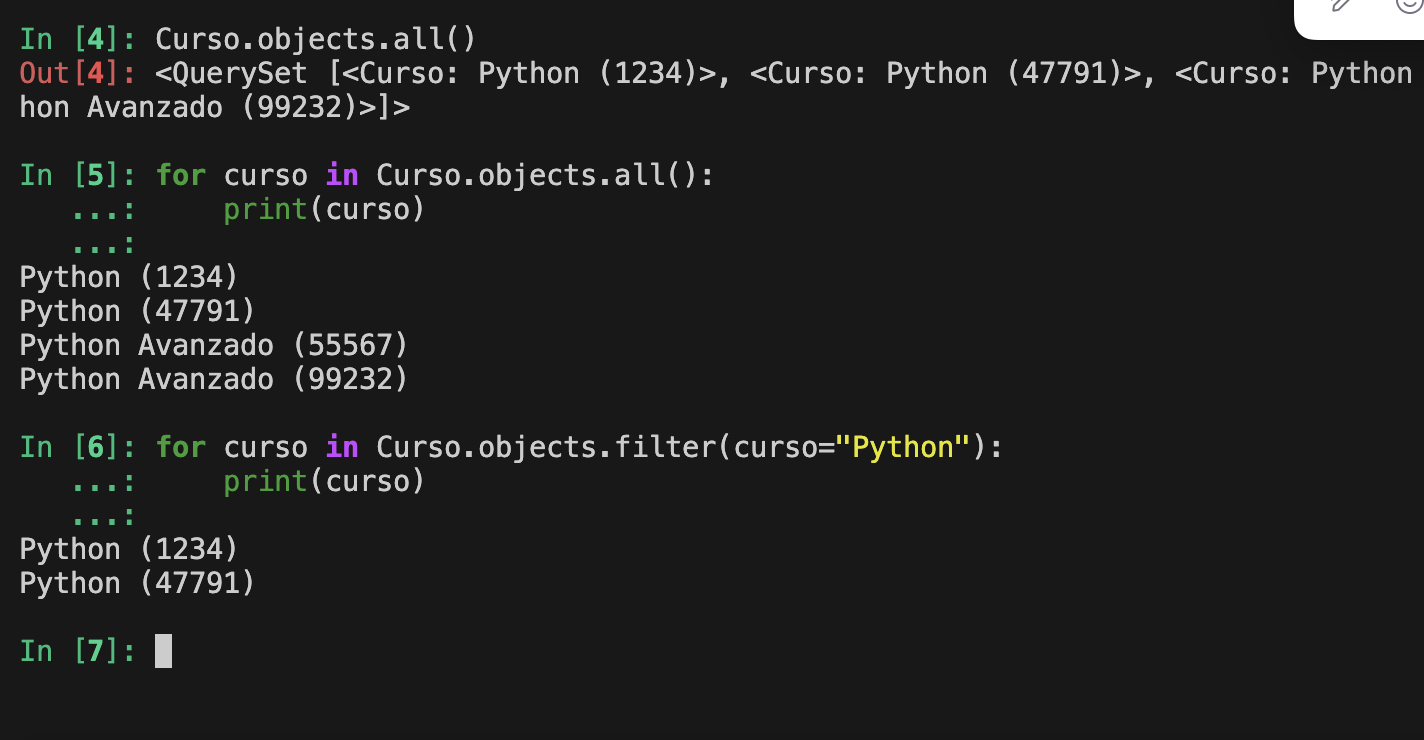 In [4]: Curso.objects.all()
Out[4]: <QuerySet [<Curso: Python (1234)>, <Curso: Python (47791)>, <Curso: Python
hon Avanzado (99232)>]>
In [5]: for curso in Curso.objects.all():
   ...:     print(curso)
   ...:
Python (1234)
Python (47791)
Python Avanzado (55567)
Python Avanzado (99232)
In [6]: for curso in Curso.objects.filter(curso="Python"):
   ...:     print(curso)
   ...:
Python (1234)
Python (47791)
In [7]: